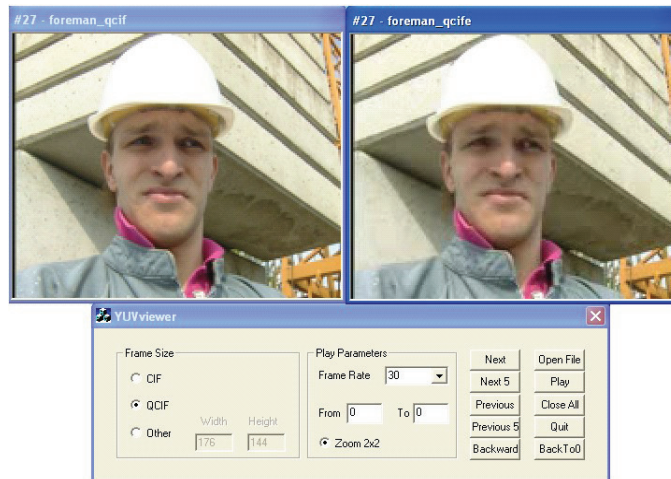 #27 - foreman_qcif
#27 - foreman_qcife
YUVviewer
Frame Size
CIF
QCIF
Other
Width
Height
176
144
Play Parameters
Frame Rate 30
From 0 To 0
Zoom 2x2
Next
Open File
Next 5
Play
Previous
Close All
Previous 5
Quit
Backward
BackTo0